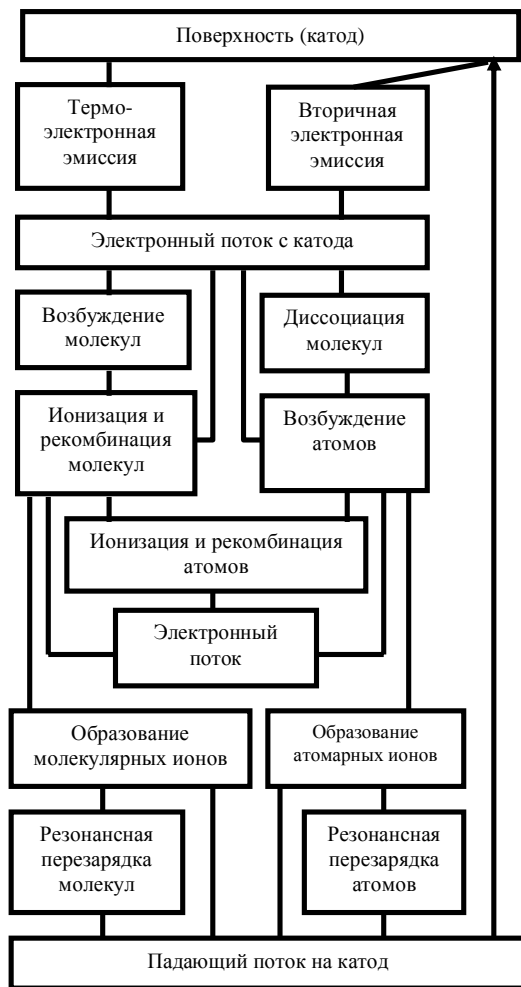 Поверхность (катод)
Термо-
электронная
эмиссия
Вторичная
электронная
эмиссия
Электронный поток с катода
Возбуждение
молекул
Диссоциация
молекул
Ионизация и
рекомбинация
молекул
Возбуждение
атомов
Ионизация и рекомбинация
атомов
Электронный
поток
Образование
молекулярных ионов
Образование
атомарных ионов
Резонансная
перезарядка
молекул
Резонансная
перезарядка
атомов
Падающий поток на катод